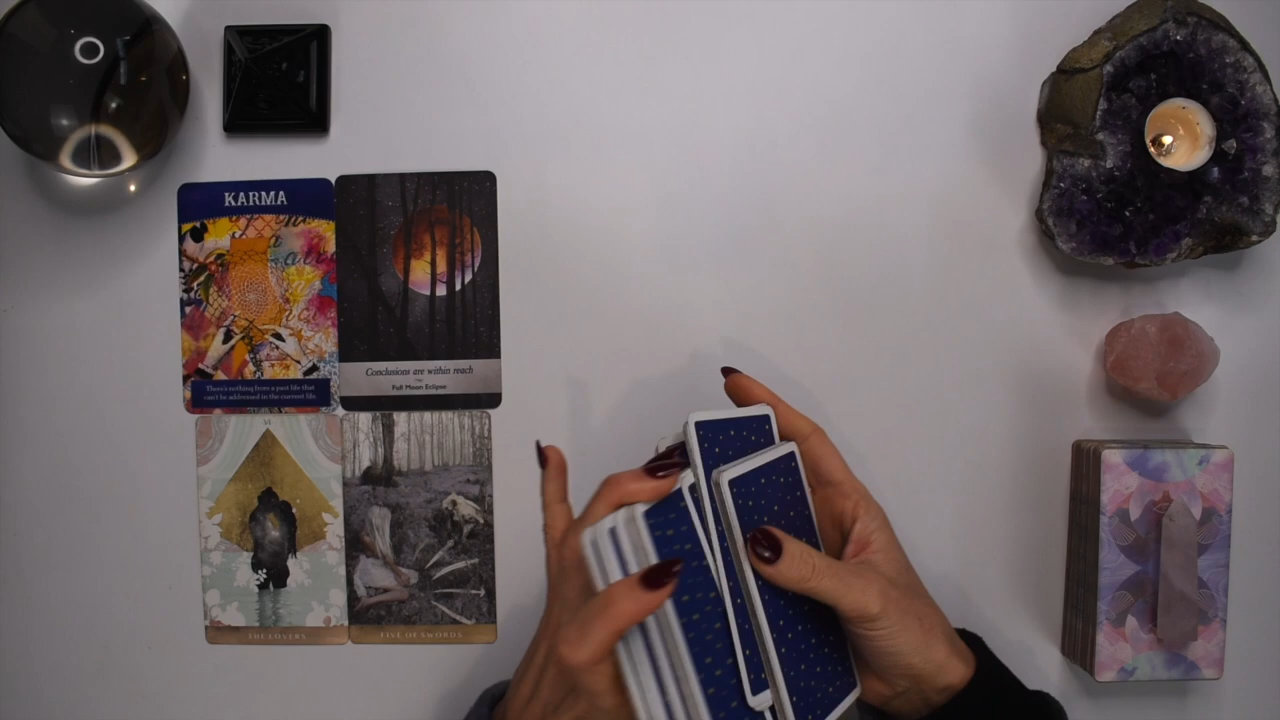 KARMA
There's nothing from a past life that
can't be addressed in the current life.
Conclusions are within reach
Full Moon Eclipse
VI
THE LOVERS
FIVE OF SWORDS